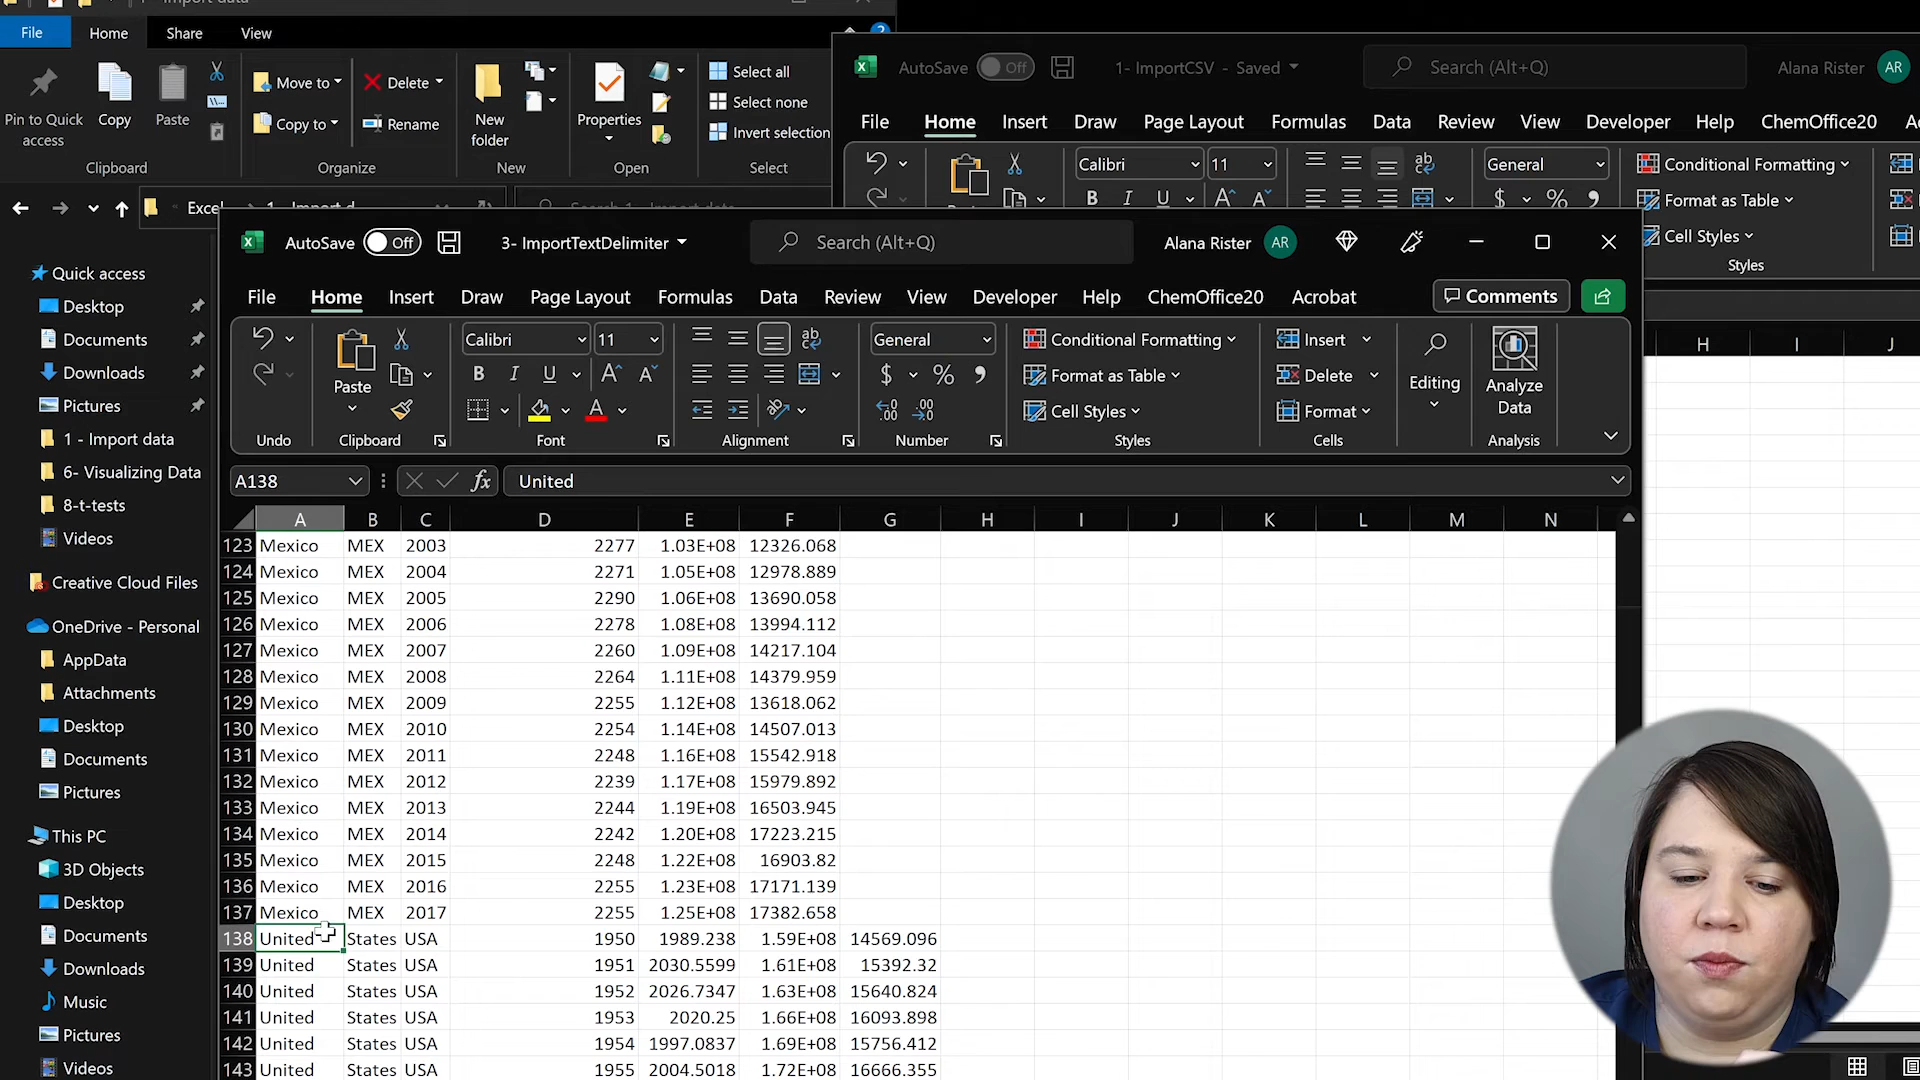 Import data
File Home Share View
Pin to Quick access
Copy
Paste
Clipboard
Move to
Copy to
Delete
Rename
Organize
New folder
New
Properties
Open
Select all
Select none
Invert selection
Select
Excel
1 - Import d
Search 1 - Import data
Quick access
Desktop
Documents
Downloads
Pictures
1 - Import data
6- Visualizing Data
8-t-tests
Videos
Creative Cloud Files
OneDrive - Personal
AppData
Attachments
Desktop
Documents
Pictures
This PC
3D Objects
Desktop
Documents
Downloads
Music
Pictures
Videos
AutoSave Off 1- ImportCSV - Saved Search (Alt+Q) Alana Rister AR
File Home Insert Draw Page Layout Formulas Data Review View Developer Help ChemOffice20
Calibri 11 General
B I U $ %
Conditional Formatting
Format as Table
Cell Styles
Styles
H I J
AutoSave Off 3- ImportTextDelimiter Search (Alt+Q) Alana Rister AR
File Home Insert Draw Page Layout Formulas Data Review View Developer Help ChemOffice20 Acrobat Comments
Undo
Paste
Clipboard
Calibri 11
B I U
Font
Alignment
General
$ %
Number
Conditional Formatting
Format as Table
Cell Styles
Styles
Insert
Delete
Format
Cells
Editing
Analyze Data
Analysis
A138 fx United
A B C D E F G H I J K L M N
123 Mexico MEX 2003 2277 1.03E+08 12326.068
124 Mexico MEX 2004 2271 1.05E+08 12978.889
125 Mexico MEX 2005 2290 1.06E+08 13690.058
126 Mexico MEX 2006 2278 1.08E+08 13994.112
127 Mexico MEX 2007 2260 1.09E+08 14217.104
128 Mexico MEX 2008 2264 1.11E+08 14379.959
129 Mexico MEX 2009 2255 1.12E+08 13618.062
130 Mexico MEX 2010 2254 1.14E+08 14507.013
131 Mexico MEX 2011 2248 1.16E+08 15542.918
132 Mexico MEX 2012 2239 1.17E+08 15979.892
133 Mexico MEX 2013 2244 1.19E+08 16503.945
134 Mexico MEX 2014 2242 1.20E+08 17223.215
135 Mexico MEX 2015 2248 1.22E+08 16903.82
136 Mexico MEX 2016 2255 1.23E+08 17171.139
137 Mexico MEX 2017 2255 1.25E+08 17382.658
138 United States USA 1950 1989.238 1.59E+08 14569.096
139 United States USA 1951 2030.5599 1.61E+08 15392.32
140 United States USA 1952 2026.7347 1.63E+08 15640.824
141 United States USA 1953 2020.25 1.66E+08 16093.898
142 United States USA 1954 1997.0837 1.69E+08 15756.412
143 United States USA 1955 2004.5018 1.72E+08 16666.355